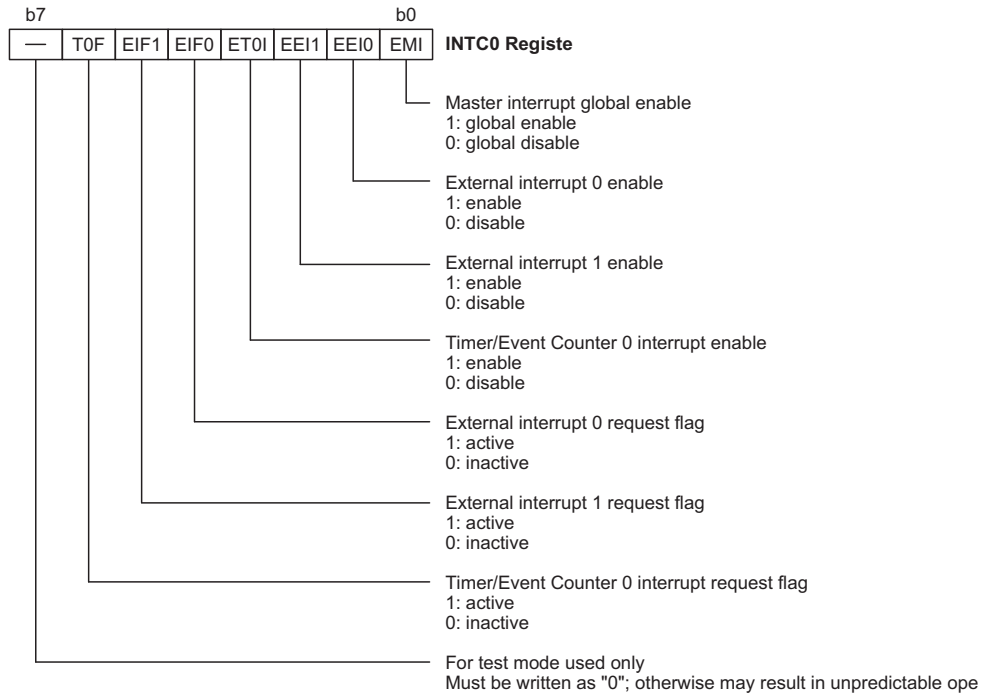 b7 b0
— T0F EIF1 EIF0 ET0I EEI1 EEI0 EMI INTC0 Registe
Master interrupt global enable
1: global enable
0: global disable
External interrupt 0 enable
1: enable
0: disable
External interrupt 1 enable
1: enable
0: disable
Timer/Event Counter 0 interrupt enable
1: enable
0: disable
External interrupt 0 request flag
1: active
0: inactive
External interrupt 1 request flag
1: active
0: inactive
Timer/Event Counter 0 interrupt request flag
1: active
0: inactive
For test mode used only
Must be written as "0"; otherwise may result in unpredictable ope